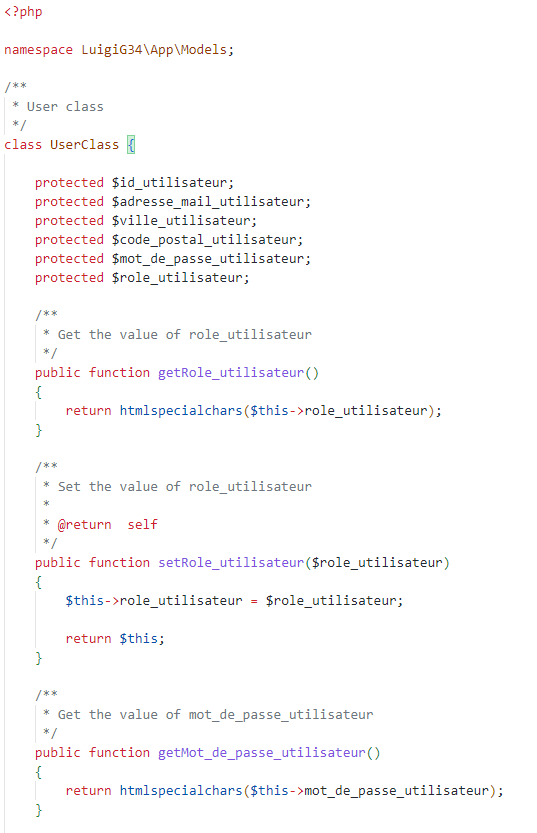 <?php
namespace LuigiG34\App\Models;
/**
 * User class
 */
class UserClass {
    protected $id_utilisateur;
    protected $adresse_mail_utilisateur;
    protected $ville_utilisateur;
    protected $code_postal_utilisateur;
    protected $mot_de_passe_utilisateur;
    protected $role_utilisateur;
    /**
     * Get the value of role_utilisateur
     */
    public function getRole_utilisateur()
    {
        return htmlspecialchars($this->role_utilisateur);
    }
    /**
     * Set the value of role_utilisateur
     *
     * @return  self
     */
    public function setRole_utilisateur($role_utilisateur)
    {
        $this->role_utilisateur = $role_utilisateur;
        return $this;
    }
    /**
     * Get the value of mot_de_passe_utilisateur
     */
    public function getMot_de_passe_utilisateur()
    {
        return htmlspecialchars($this->mot_de_passe_utilisateur);
    }